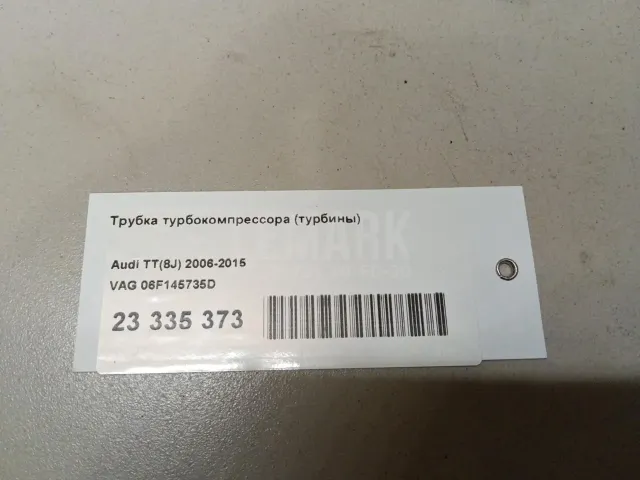 Трубка турбокомпрессора (турбины)
Audi TT(8J) 2006-2015
VAG 06F145735D
23 335 373